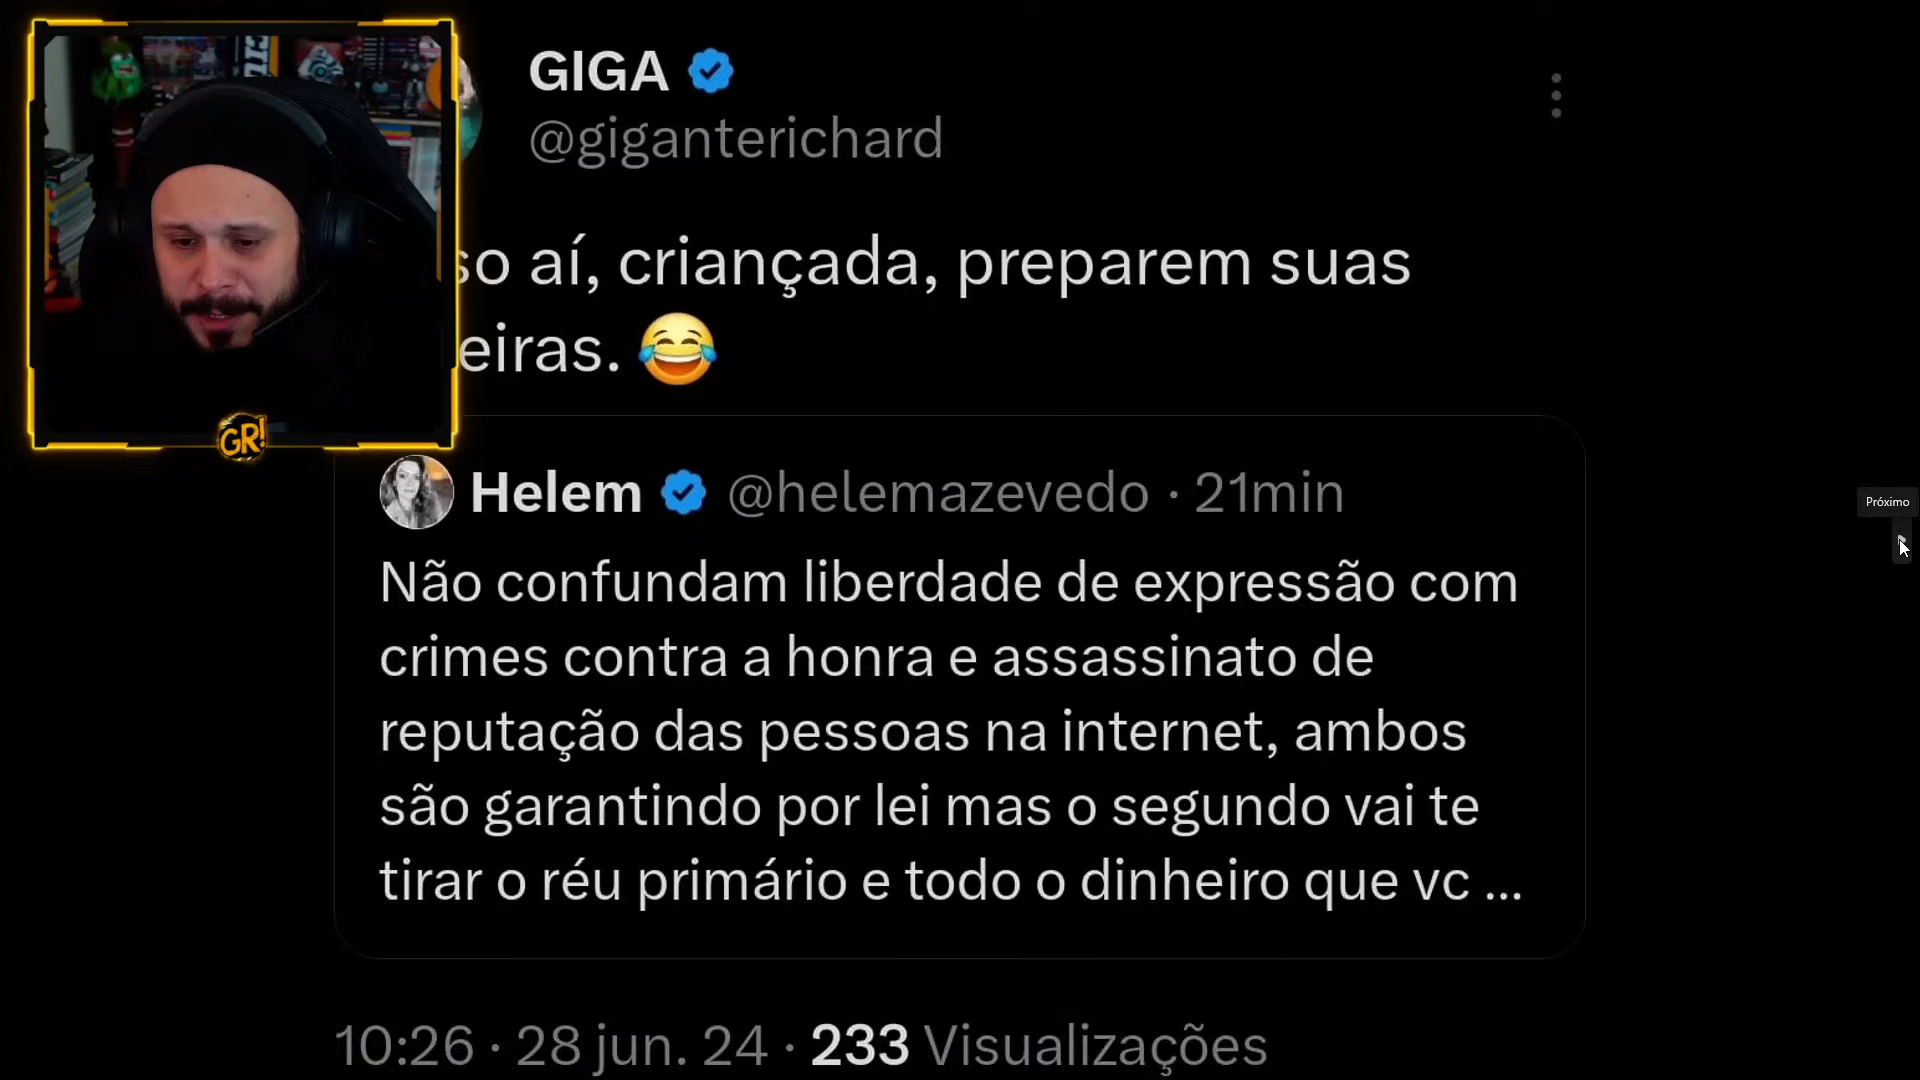 GIGA
@giganterichard
so aí, criançada, preparem suas
eiras. 😂
GR!
Helem @helemazevedo · 21min
Não confundam liberdade de expressão com
crimes contra a honra e assassinato de
reputação das pessoas na internet, ambos
são garantindo por lei mas o segundo vai te
tirar o réu primário e todo o dinheiro que vc ...
Próximo
10:26 · 28 jun. 24 · 233 Visualizações